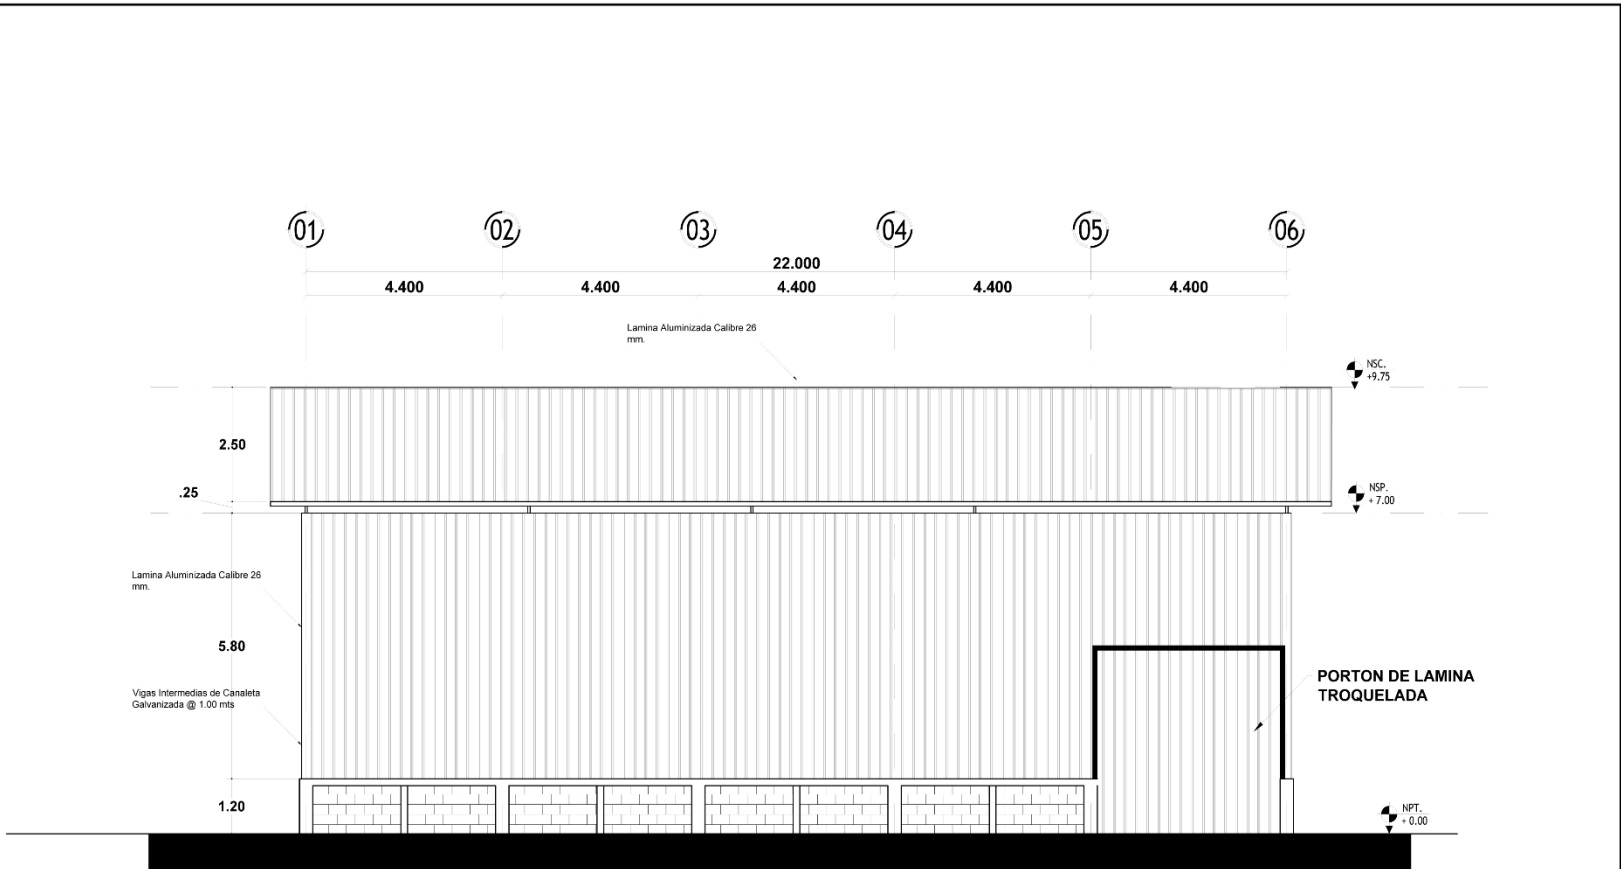 01 02 03 04 05 06
22.000
4.400 4.400 4.400 4.400 4.400
Lamina Aluminizada Calibre 26
mm.
NSC.
+9.75
2.50
.25
NSP.
+ 7.00
Lamina Aluminizada Calibre 26
mm.
5.80
PORTON DE LAMINA
TROQUELADA
Vigas Intermedias de Canaleta
Galvanizada @ 1.00 mts
1.20
NPT.
+ 0.00